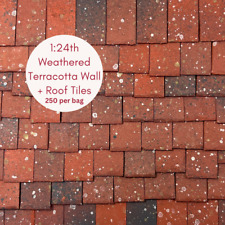 1:24th
Weathered
Terracotta Wall
+ Roof Tiles
250 per bag